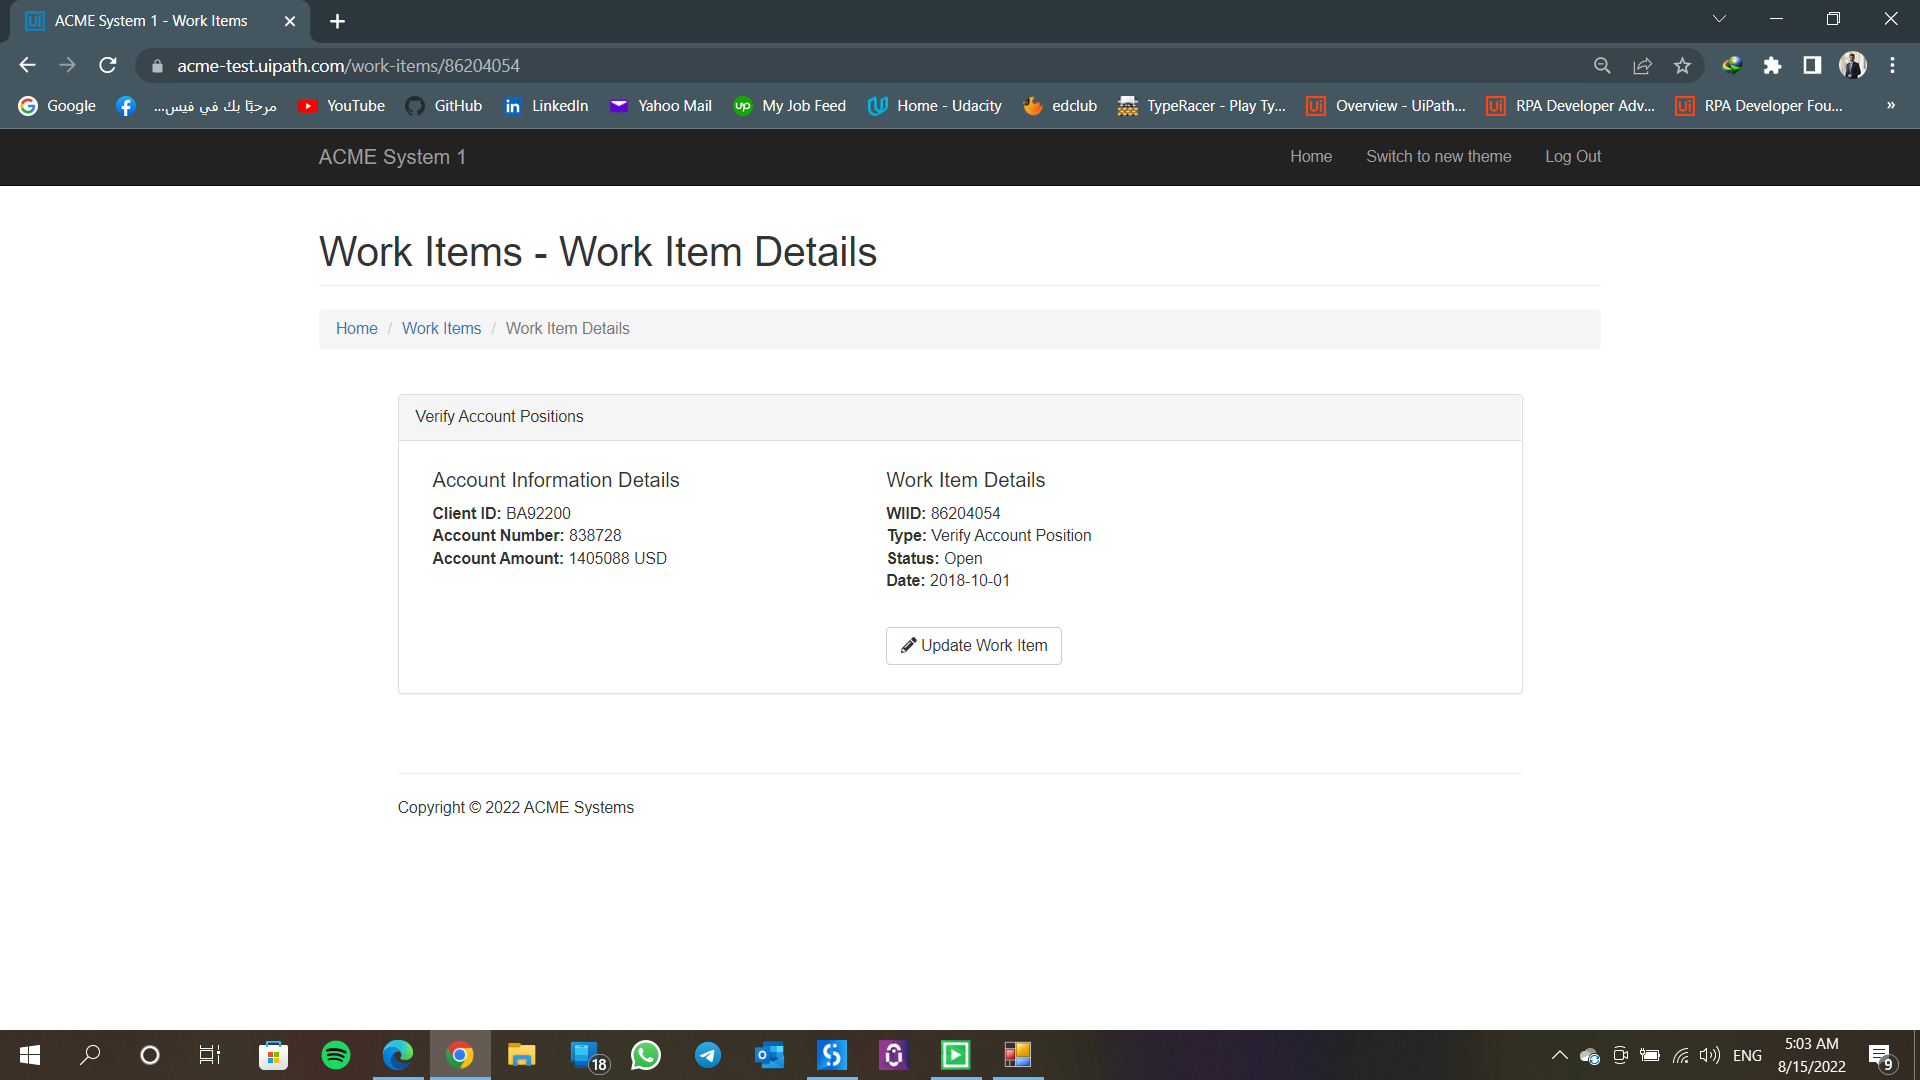 ACME System 1 - Work Items
acme-test.uipath.com/work-items/86204054
Google
مرحبًا بك في فيس...
YouTube
GitHub
LinkedIn
Yahoo Mail
My Job Feed
Home - Udacity
edclub
TypeRacer - Play Ty...
Overview - UiPath...
RPA Developer Adv...
RPA Developer Fou...
»
ACME System 1
Home
Switch to new theme
Log Out
Work Items - Work Item Details
Home / Work Items / Work Item Details
Verify Account Positions
Account Information Details
Client ID: BA92200
Account Number: 838728
Account Amount: 1405088 USD
Work Item Details
WIID: 86204054
Type: Verify Account Position
Status: Open
Date: 2018-10-01
Update Work Item
Copyright © 2022 ACME Systems
18
ENG
5:03 AM
8/15/2022
9